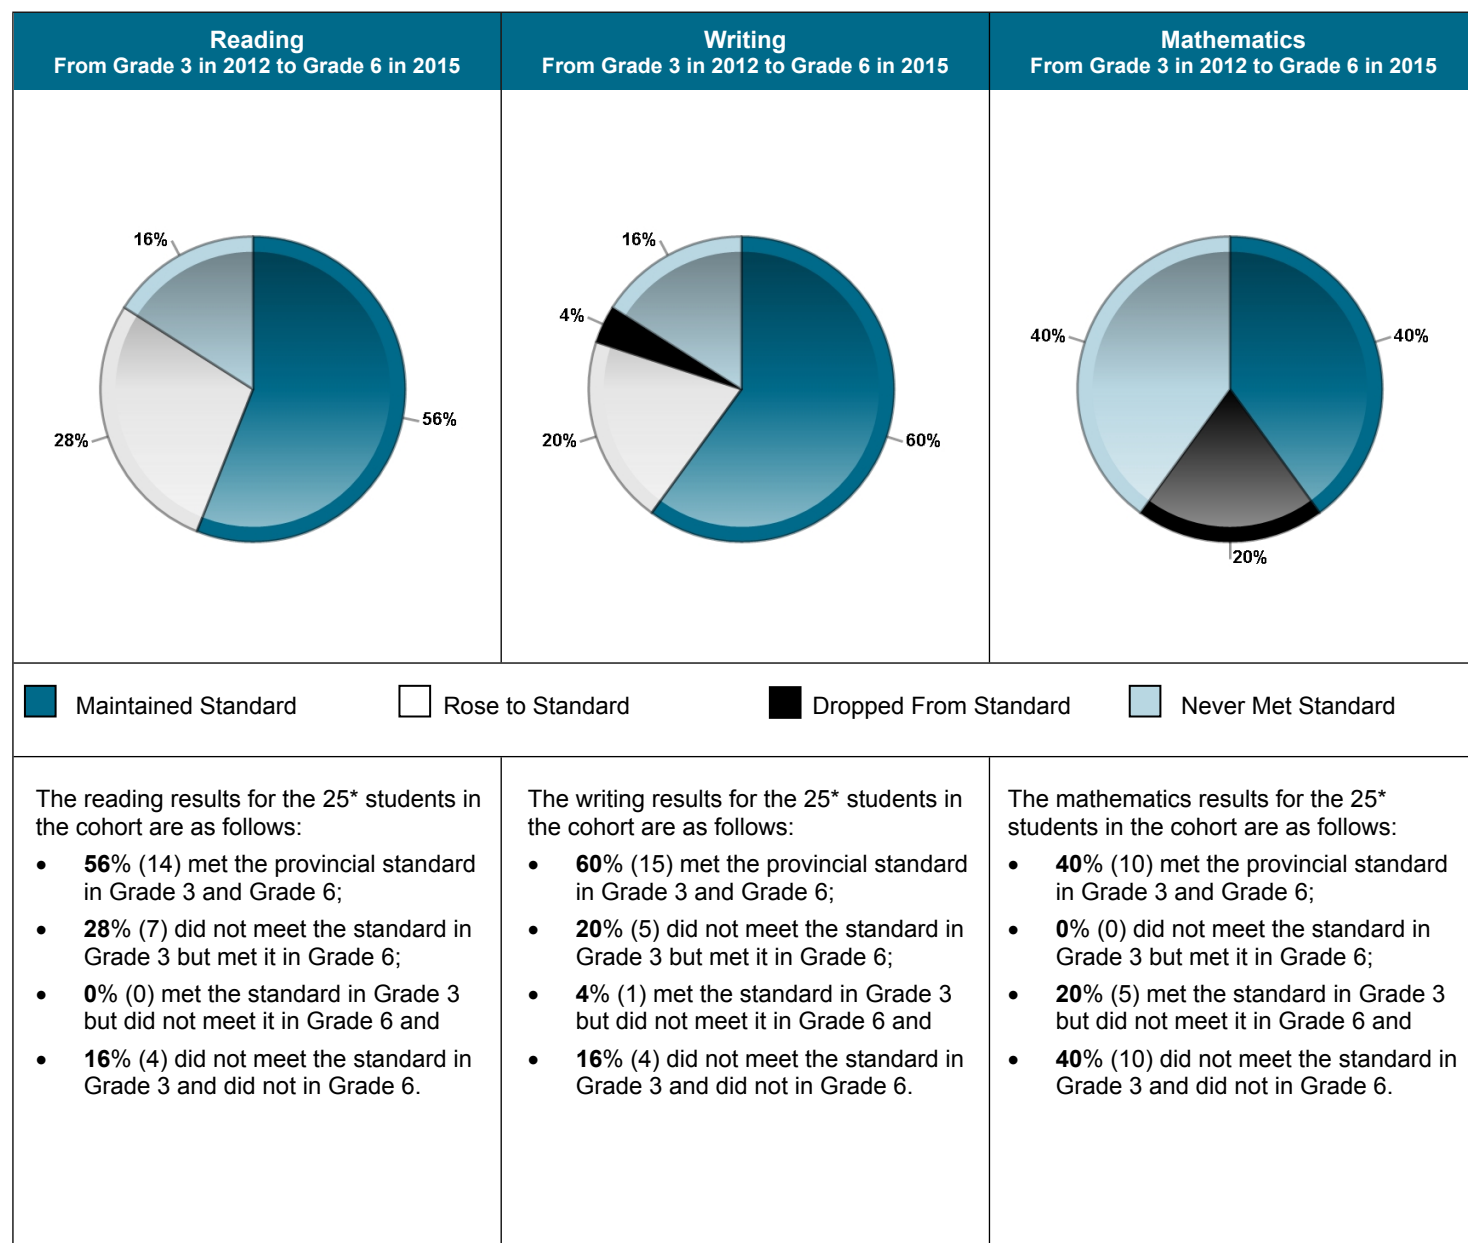 Reading
From Grade 3 in 2012 to Grade 6 in 2015
Writing
From Grade 3 in 2012 to Grade 6 in 2015
Mathematics
From Grade 3 in 2012 to Grade 6 in 2015
16%
28%
56%
16%
4%
20%
60%
40%
40%
20%
Maintained Standard
Rose to Standard
Dropped From Standard
Never Met Standard
The reading results for the 25* students in
the cohort are as follows:
• 56% (14) met the provincial standard
in Grade 3 and Grade 6;
• 28% (7) did not meet the standard in
Grade 3 but met it in Grade 6;
• 0% (0) met the standard in Grade 3
but did not meet it in Grade 6 and
• 16% (4) did not meet the standard in
Grade 3 and did not in Grade 6.
The writing results for the 25* students in
the cohort are as follows:
• 60% (15) met the provincial standard
in Grade 3 and Grade 6;
• 20% (5) did not meet the standard in
Grade 3 but met it in Grade 6;
• 4% (1) met the standard in Grade 3
but did not meet it in Grade 6 and
• 16% (4) did not meet the standard in
Grade 3 and did not in Grade 6.
The mathematics results for the 25*
students in the cohort are as follows:
• 40% (10) met the provincial standard
in Grade 3 and Grade 6;
• 0% (0) did not meet the standard in
Grade 3 but met it in Grade 6;
• 20% (5) met the standard in Grade 3
but did not meet it in Grade 6 and
• 40% (10) did not meet the standard in
Grade 3 and did not in Grade 6.